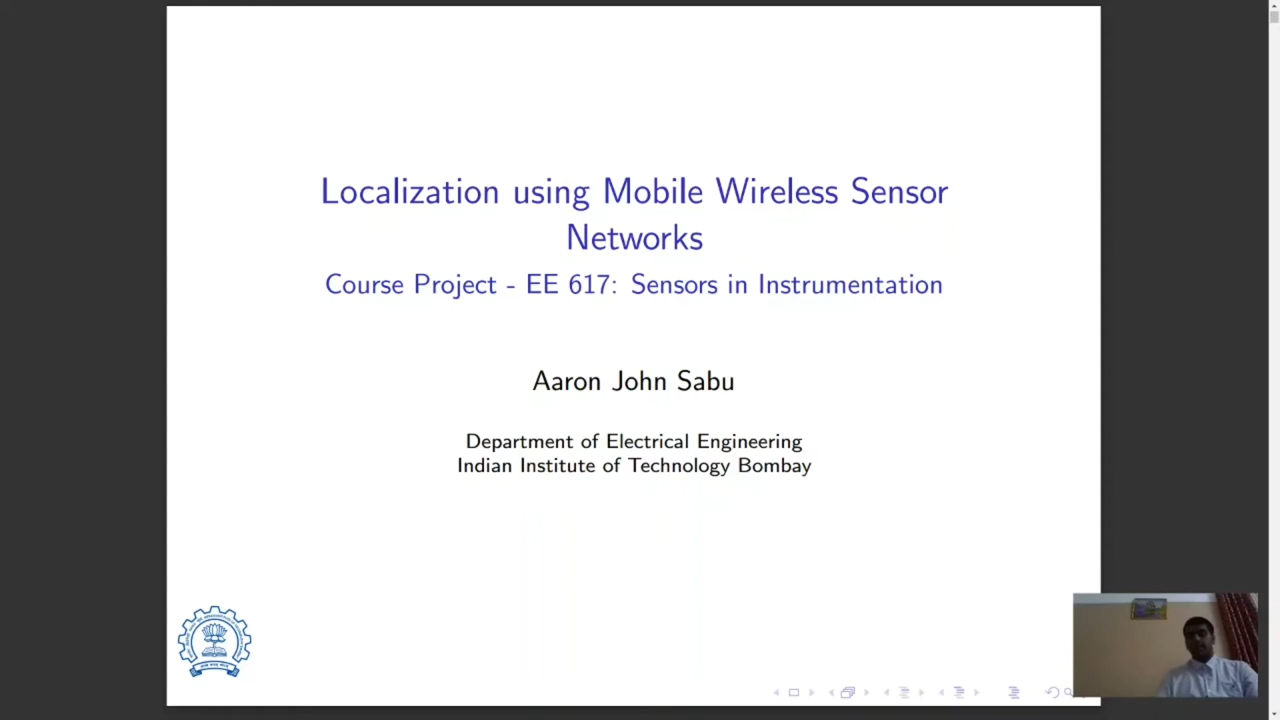 Localization using Mobile Wireless Sensor
Networks
Course Project - EE 617: Sensors in Instrumentation
Aaron John Sabu
Department of Electrical Engineering
Indian Institute of Technology Bombay